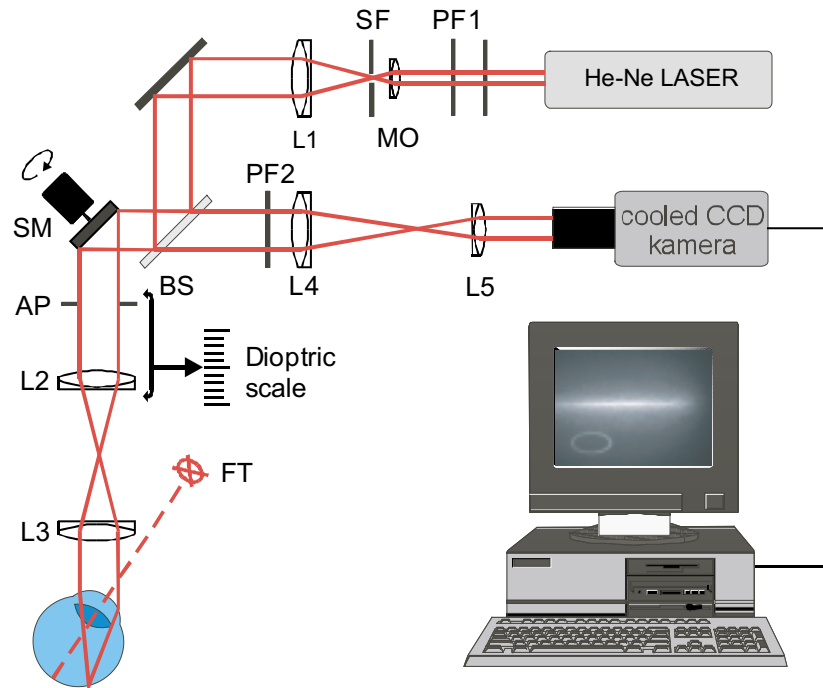 SF
PF1
He-Ne LASER
L1
MO
PF2
SM
cooled CCD
kamera
BS
L4
L5
AP
L2
Dioptric
scale
FT
L3